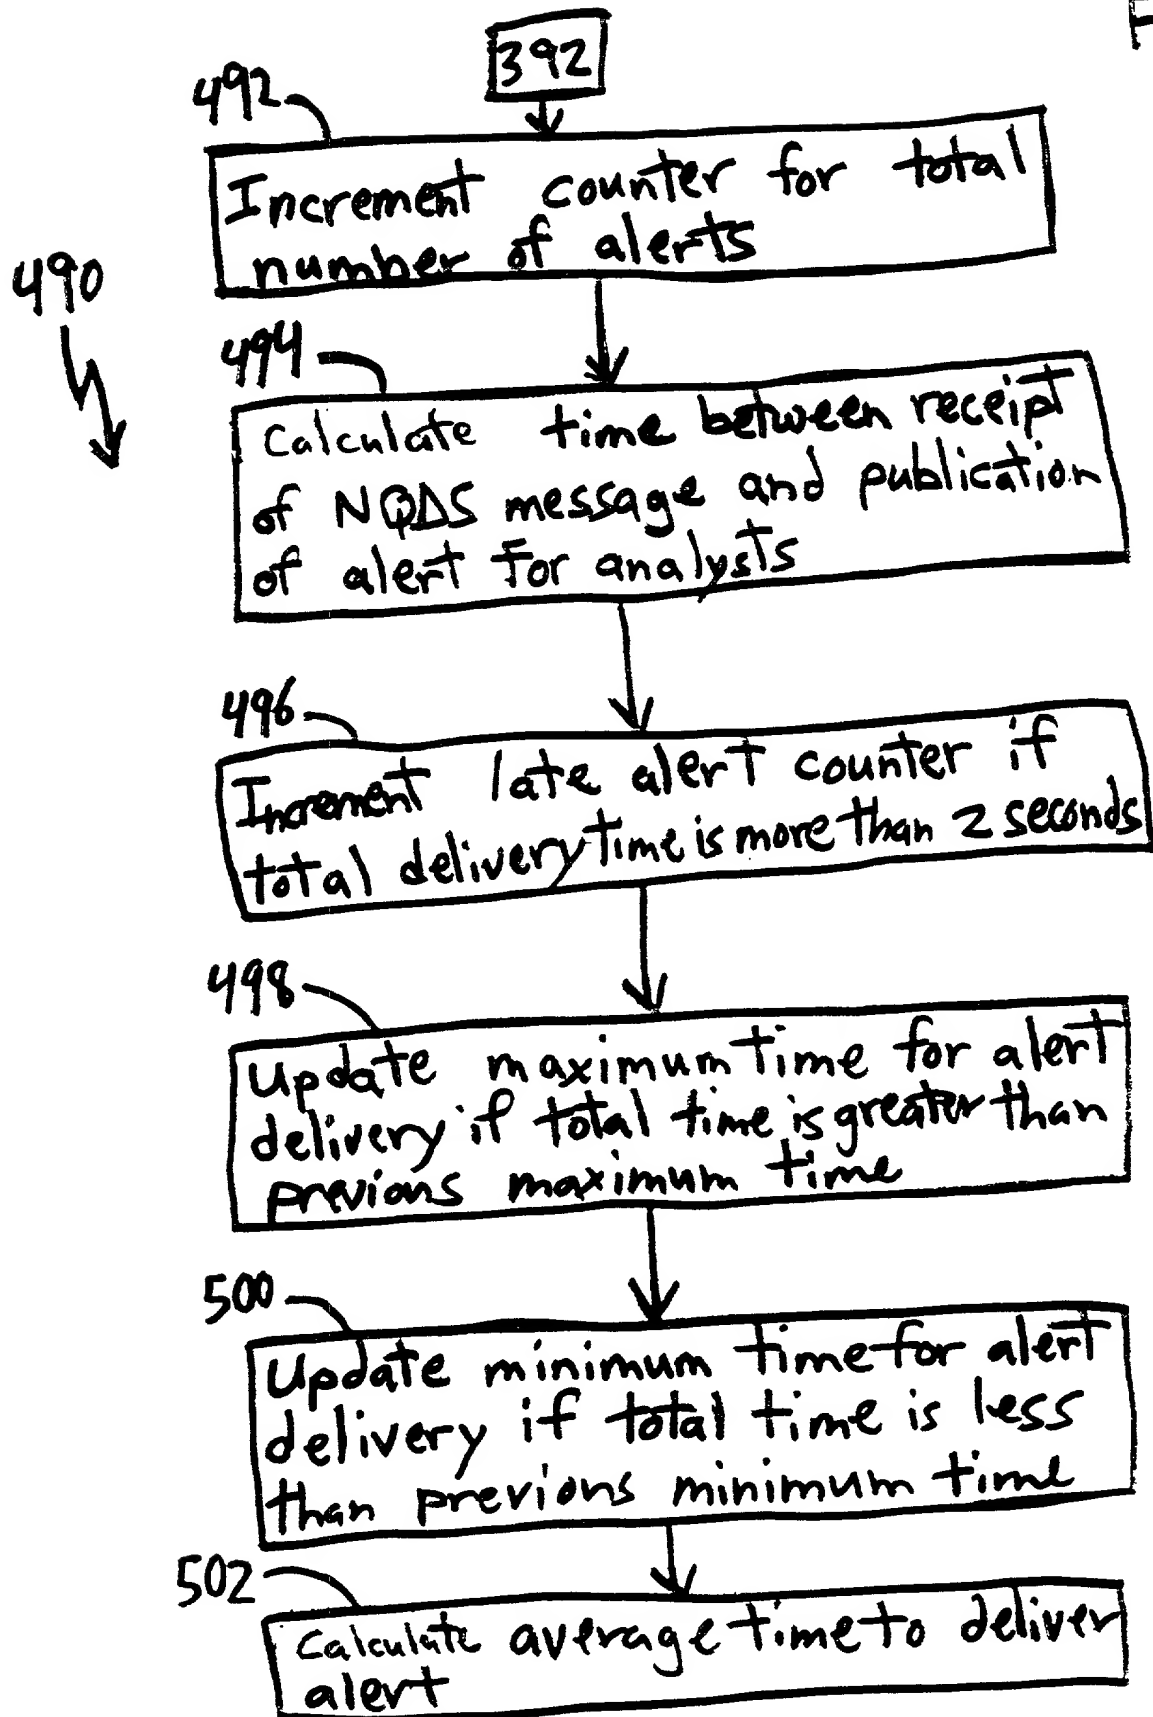 392
492
Increment counter for total
number of alerts
490
494
Calculate time between receipt
of NQDS message and publication
of alert for analysts
496
Increment late alert counter if
total delivery time is more than 2 seconds
498
Update maximum time for alert
delivery if total time is greater than
previous maximum time
500
Update minimum time for alert
delivery if total time is less
than previous minimum time
502
Calculate average time to deliver
alert